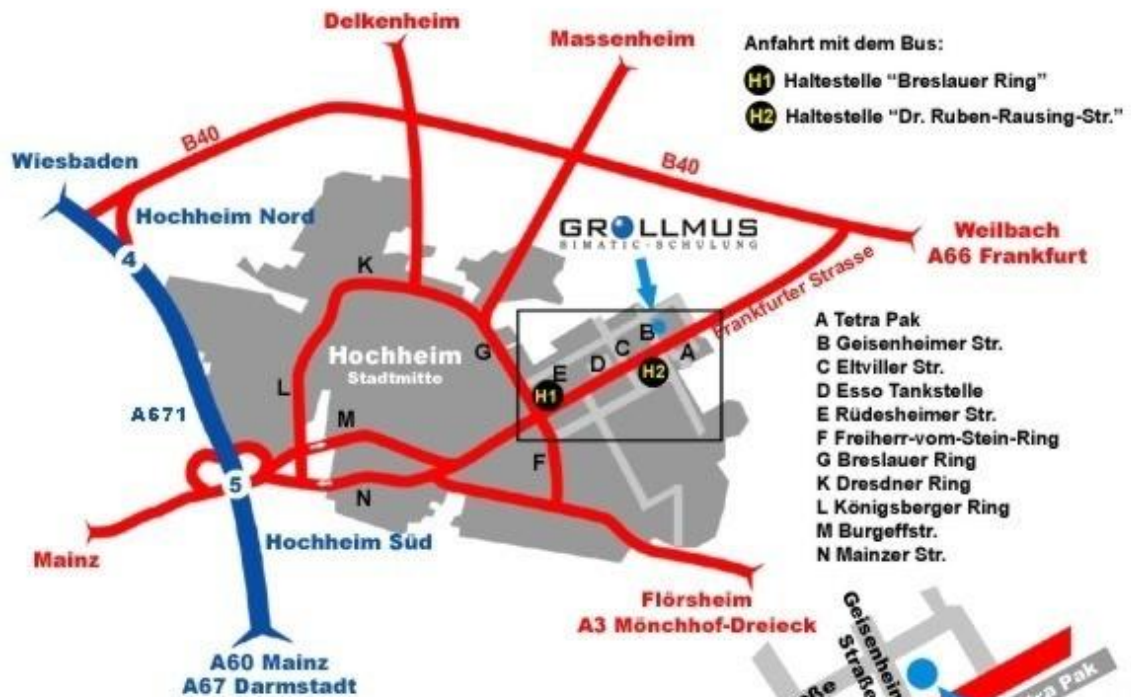 Delkenheim
Massenheim
Anfahrt mit dem Bus:
H1 Haltestelle "Breslauer Ring"
H2 Haltestelle "Dr. Ruben-Rausing-Str."
B40
Wiesbaden
B40
Hochheim Nord
GROLLMUS
SIMATIC-SCHULUNG
Weilbach
A66 Frankfurt
4
K
Frankfurter Strasse
A Tetra Pak
B Geisenheimer Str.
C Eltviller Str.
D Esso Tankstelle
E Rüdesheimer Str.
F Freiherr-vom-Stein-Ring
G Breslauer Ring
K Dresdner Ring
L Königsberger Ring
M Burgeffstr.
N Mainzer Str.
B
C
A
G
D
H2
E
H1
Hochheim
Stadtmitte
L
A671
M
F
5
N
Hochheim Süd
Mainz
Flörsheim
A3 Mönchhof-Dreieck
A60 Mainz
A67 Darmstadt
Straße
Pak